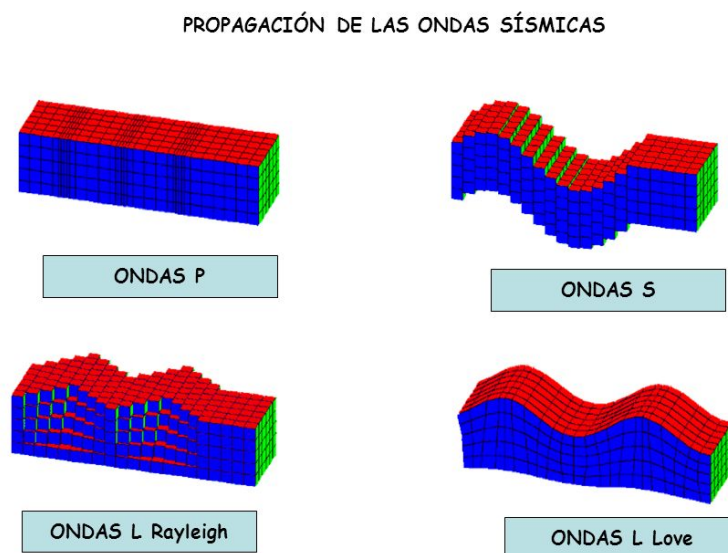 PROPAGACIÓN DE LAS ONDAS SÍSMICAS
ONDAS P
ONDAS S
ONDAS L Rayleigh
ONDAS L Love